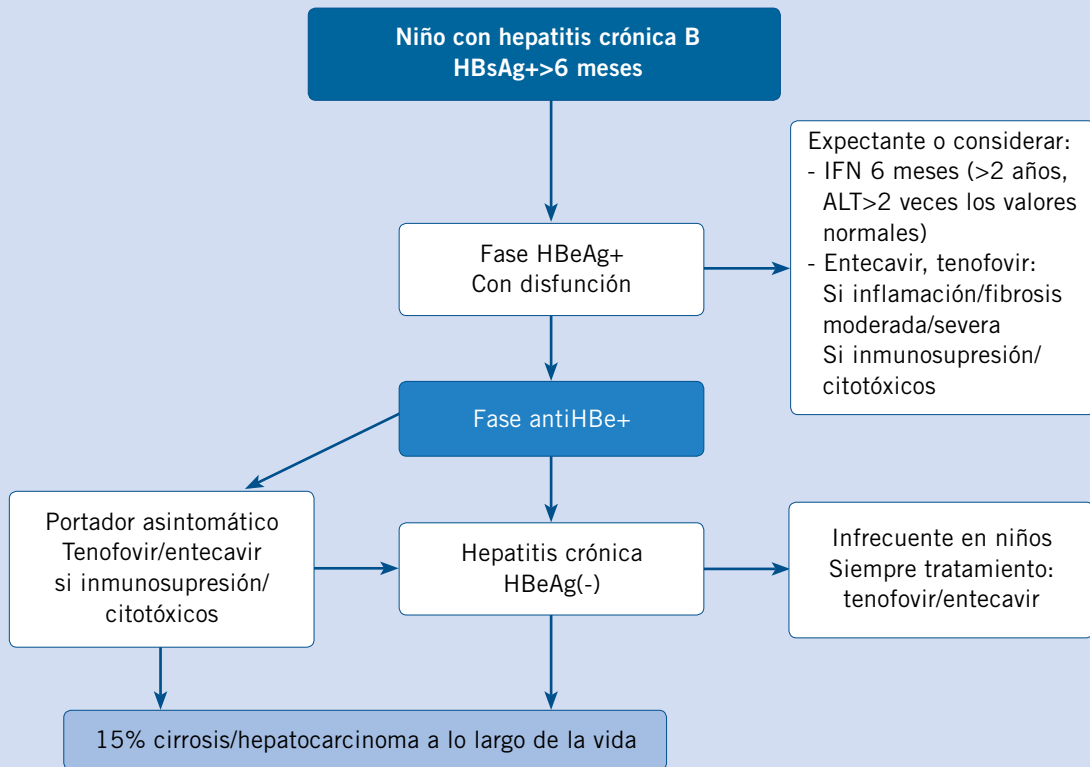 Niño con hepatitis crónica B
HBsAg+>6 meses
Expectante o considerar:
- IFN 6 meses (>2 años,
ALT>2 veces los valores
normales)
- Entecavir, tenofovir:
Si inflamación/fibrosis
moderada/severa
Si inmunosupresión/
citotóxicos
Fase HBeAg+
Con disfunción
Fase antiHBe+
Portador asintomático
Tenofovir/entecavir
si inmunosupresión/
citotóxicos
Hepatitis crónica
HBeAg(-)
Infrecuente en niños
Siempre tratamiento:
tenofovir/entecavir
15% cirrosis/hepatocarcinoma a lo largo de la vida